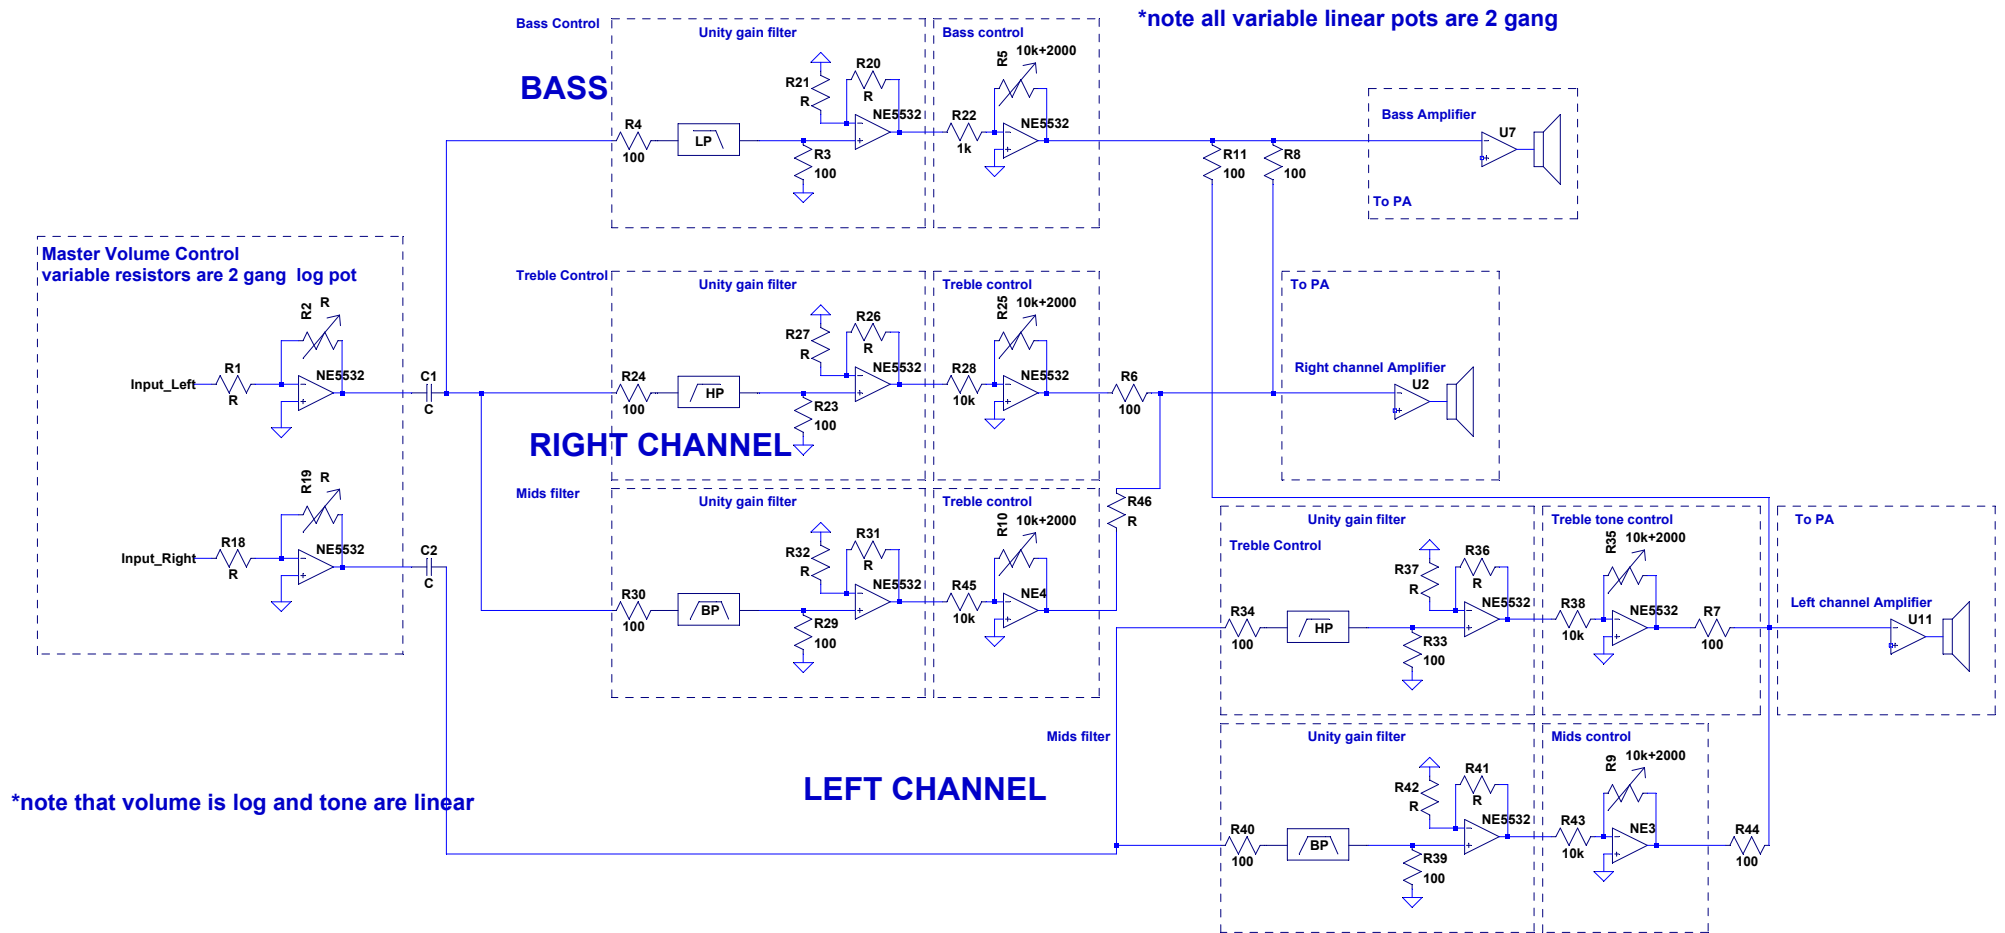 *note all variable linear pots are 2 gang
Bass Control
Unity gain filter
Bass control
BASS
R21
R
R20
R
NE5532
R4
100
LP
R3
100
R5
10k+2000
R22
1k
NE5532
R11
100
R8
100
Bass Amplifier
U7
To PA
Master Volume Control
variable resistors are 2 gang log pot
R2
R
Input_Left
R1
R
NE5532
C1
C
R19
R
Input_Right
R18
R
NE5532
C2
C
Treble Control
Unity gain filter
Treble control
R27
R
R26
R
NE5532
R24
100
HP
R23
100
R25
10k+2000
R28
10k
NE5532
R6
100
To PA
Right channel Amplifier
U2
RIGHT CHANNEL
Mids filter
Unity gain filter
Treble control
R32
R
R31
R
NE5532
R30
100
BP
R29
100
R10
10k+2000
R45
10k
NE4
R46
R
Unity gain filter
Treble Control
Treble tone control
To PA
R37
R
R36
R
NE5532
R34
100
HP
R33
100
R35
10k+2000
R38
10k
NE5532
R7
100
Left channel Amplifier
U11
Mids filter
Unity gain filter
Mids control
LEFT CHANNEL
R42
R
R41
R
NE5532
R40
100
BP
R39
100
R9
10k+2000
R43
10k
NE3
R44
100
*note that volume is log and tone are linear